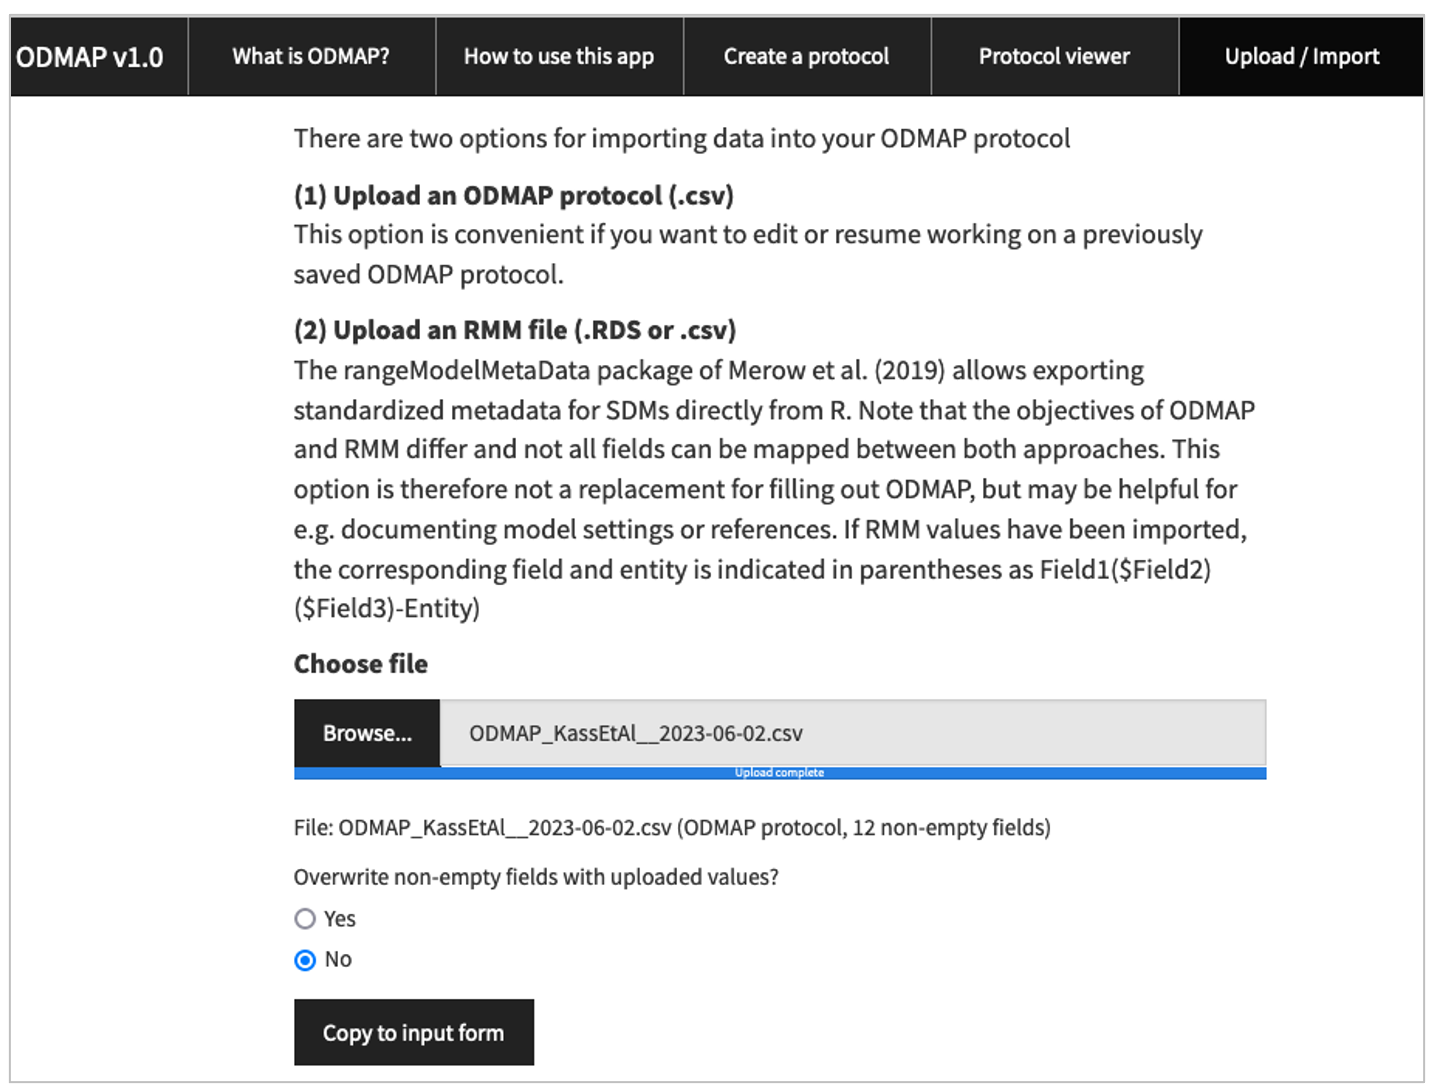 ODMAP v1.0 What is ODMAP? How to use this app Create a protocol Protocol viewer Upload / Import
There are two options for importing data into your ODMAP protocol
(1) Upload an ODMAP protocol (.csv)
This option is convenient if you want to edit or resume working on a previously
saved ODMAP protocol.
(2) Upload an RMM file (.RDS or .csv)
The rangeModelMetaData package of Merow et al. (2019) allows exporting
standardized metadata for SDMs directly from R. Note that the objectives of ODMAP
and RMM differ and not all fields can be mapped between both approaches. This
option is therefore not a replacement for filling out ODMAP, but may be helpful for
e.g. documenting model settings or references. If RMM values have been imported,
the corresponding field and entity is indicated in parentheses as Field1($Field2)
($Field3)-Entity)
Choose file
Browse... ODMAP_KassEtAl__2023-06-02.csv
Upload complete
File: ODMAP_KassEtAl__2023-06-02.csv (ODMAP protocol, 12 non-empty fields)
Overwrite non-empty fields with uploaded values?
Yes
No
Copy to input form